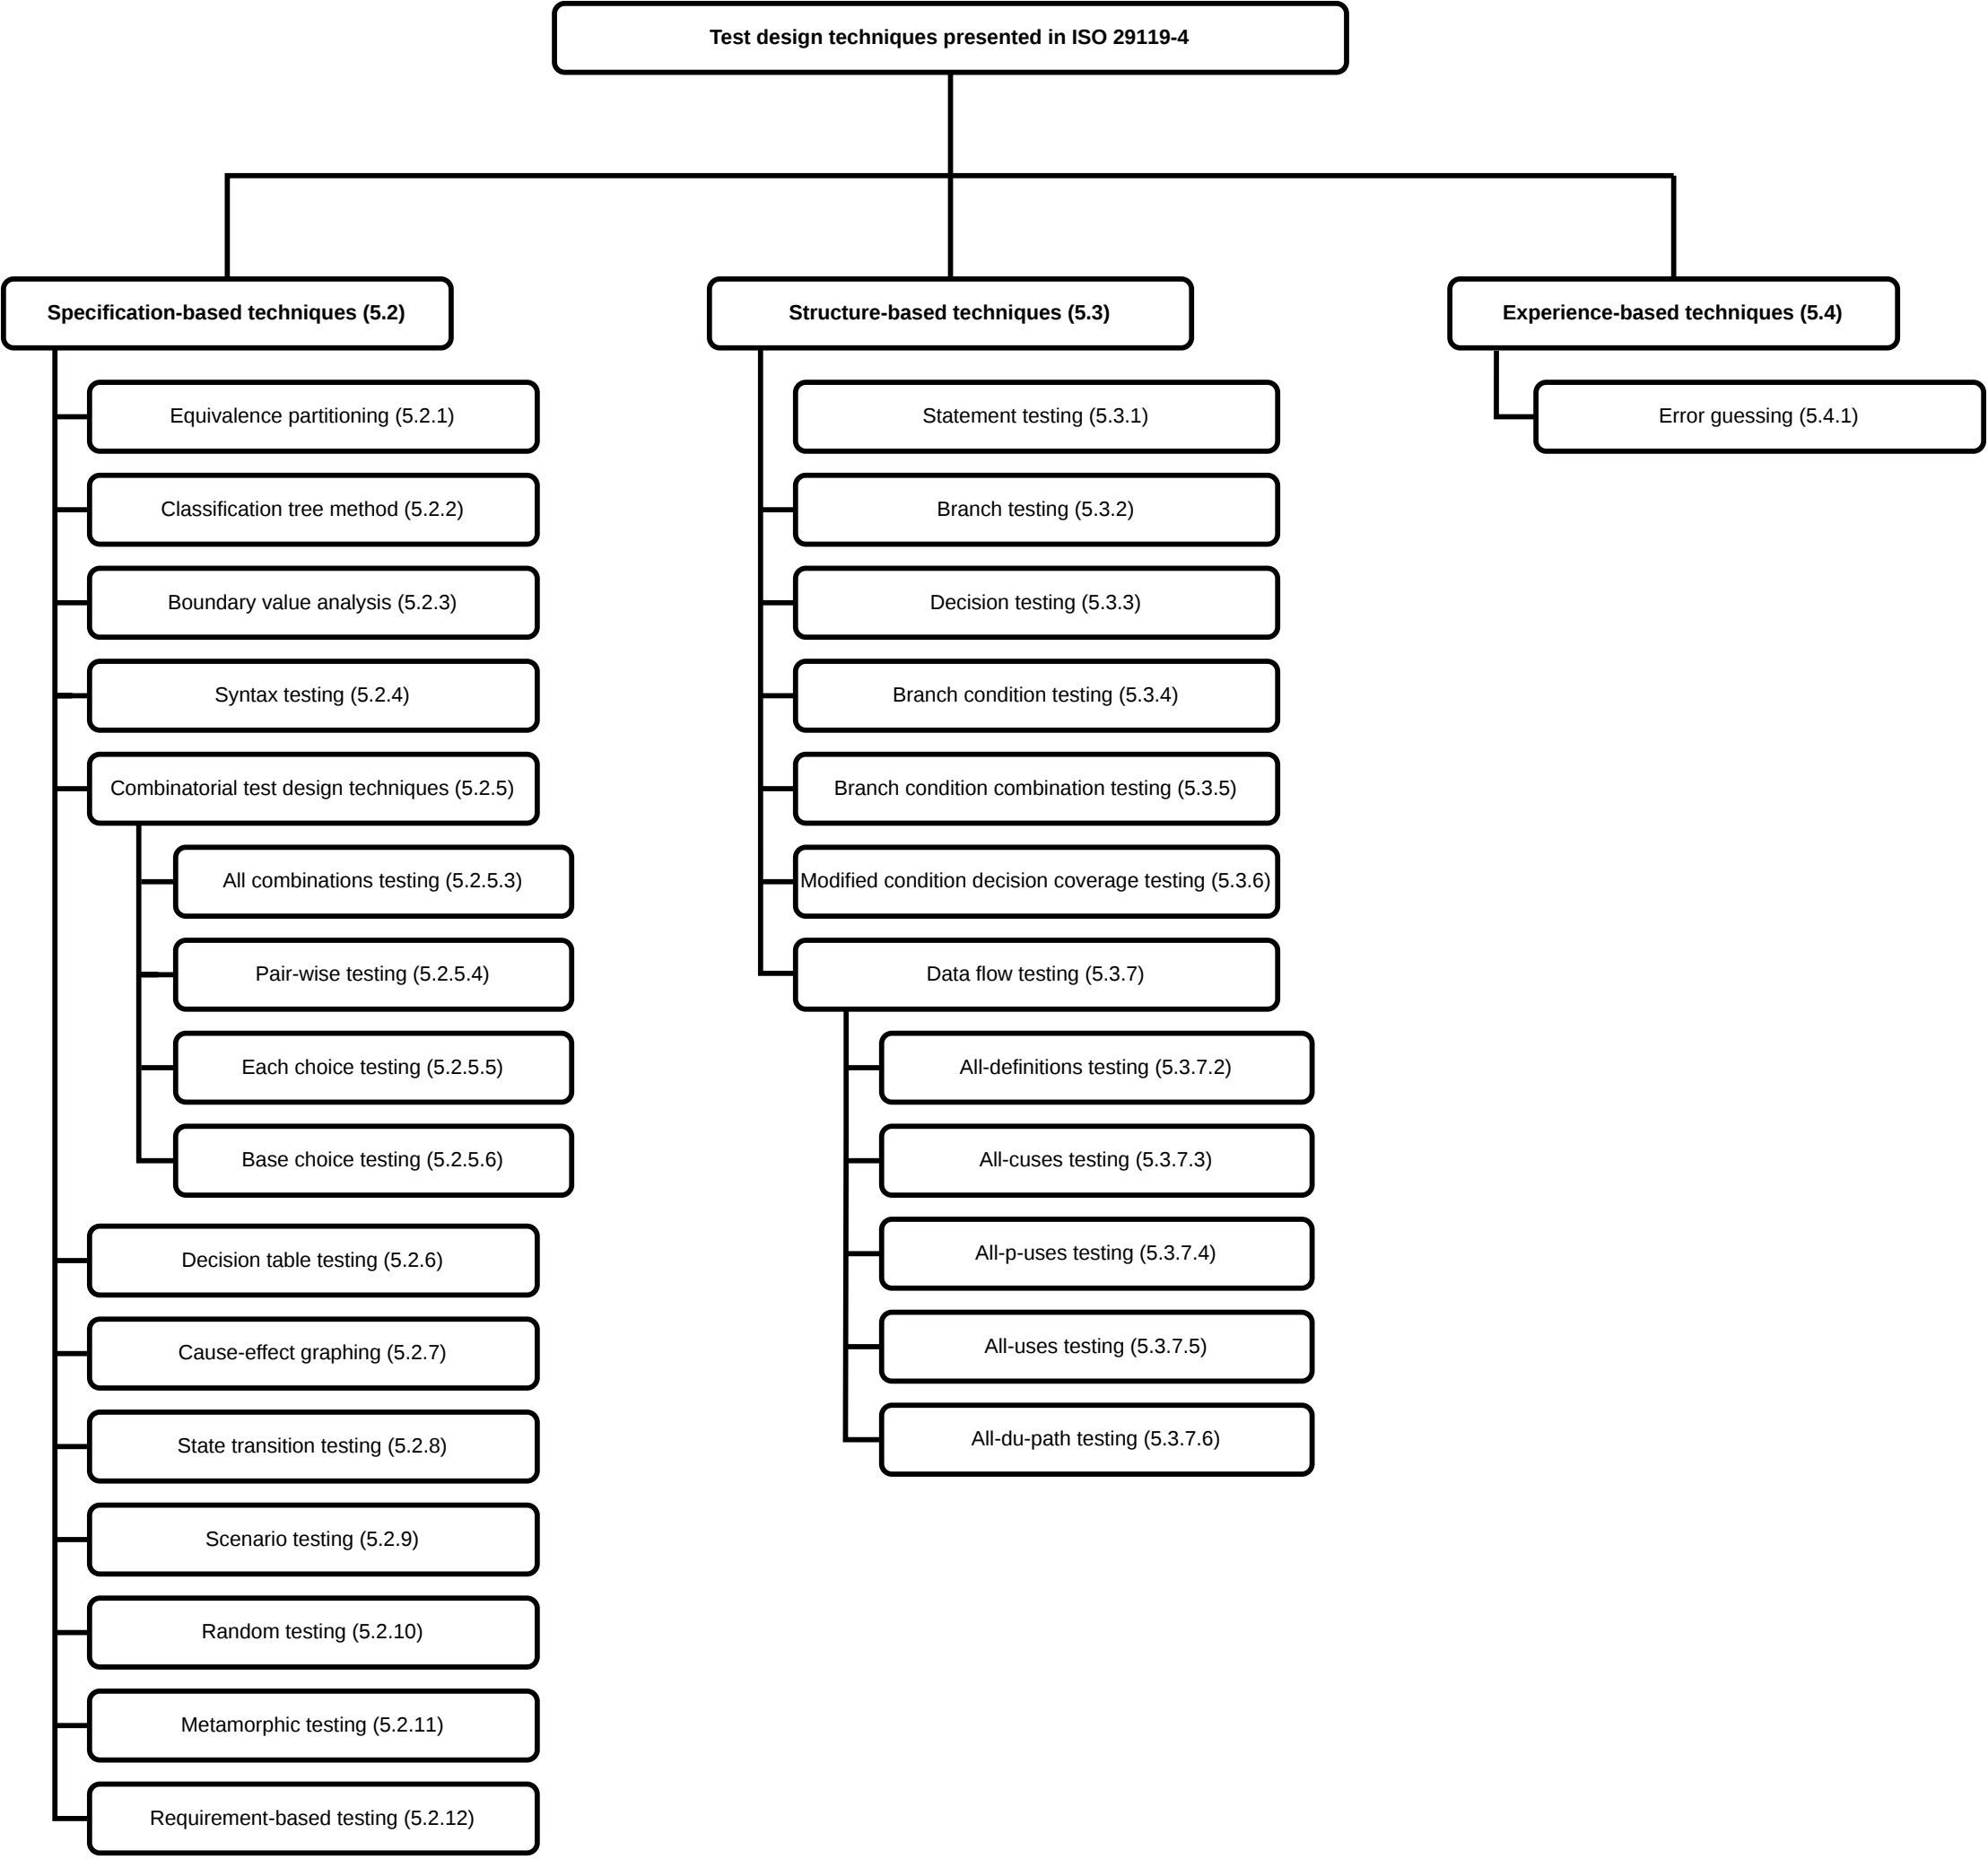 Test design techniques presented in ISO 29119-4
Specification-based techniques (5.2)
Equivalence partitioning (5.2.1)
Classification tree method (5.2.2)
Boundary value analysis (5.2.3)
Syntax testing (5.2.4)
Combinatorial test design techniques (5.2.5)
All combinations testing (5.2.5.3)
Pair-wise testing (5.2.5.4)
Each choice testing (5.2.5.5)
Base choice testing (5.2.5.6)
Decision table testing (5.2.6)
Cause-effect graphing (5.2.7)
State transition testing (5.2.8)
Scenario testing (5.2.9)
Random testing (5.2.10)
Metamorphic testing (5.2.11)
Requirement-based testing (5.2.12)
Structure-based techniques (5.3)
Statement testing (5.3.1)
Branch testing (5.3.2)
Decision testing (5.3.3)
Branch condition testing (5.3.4)
Branch condition combination testing (5.3.5)
Modified condition decision coverage testing (5.3.6)
Data flow testing (5.3.7)
All-definitions testing (5.3.7.2)
All-cuses testing (5.3.7.3)
All-p-uses testing (5.3.7.4)
All-uses testing (5.3.7.5)
All-du-path testing (5.3.7.6)
Experience-based techniques (5.4)
Error guessing (5.4.1)